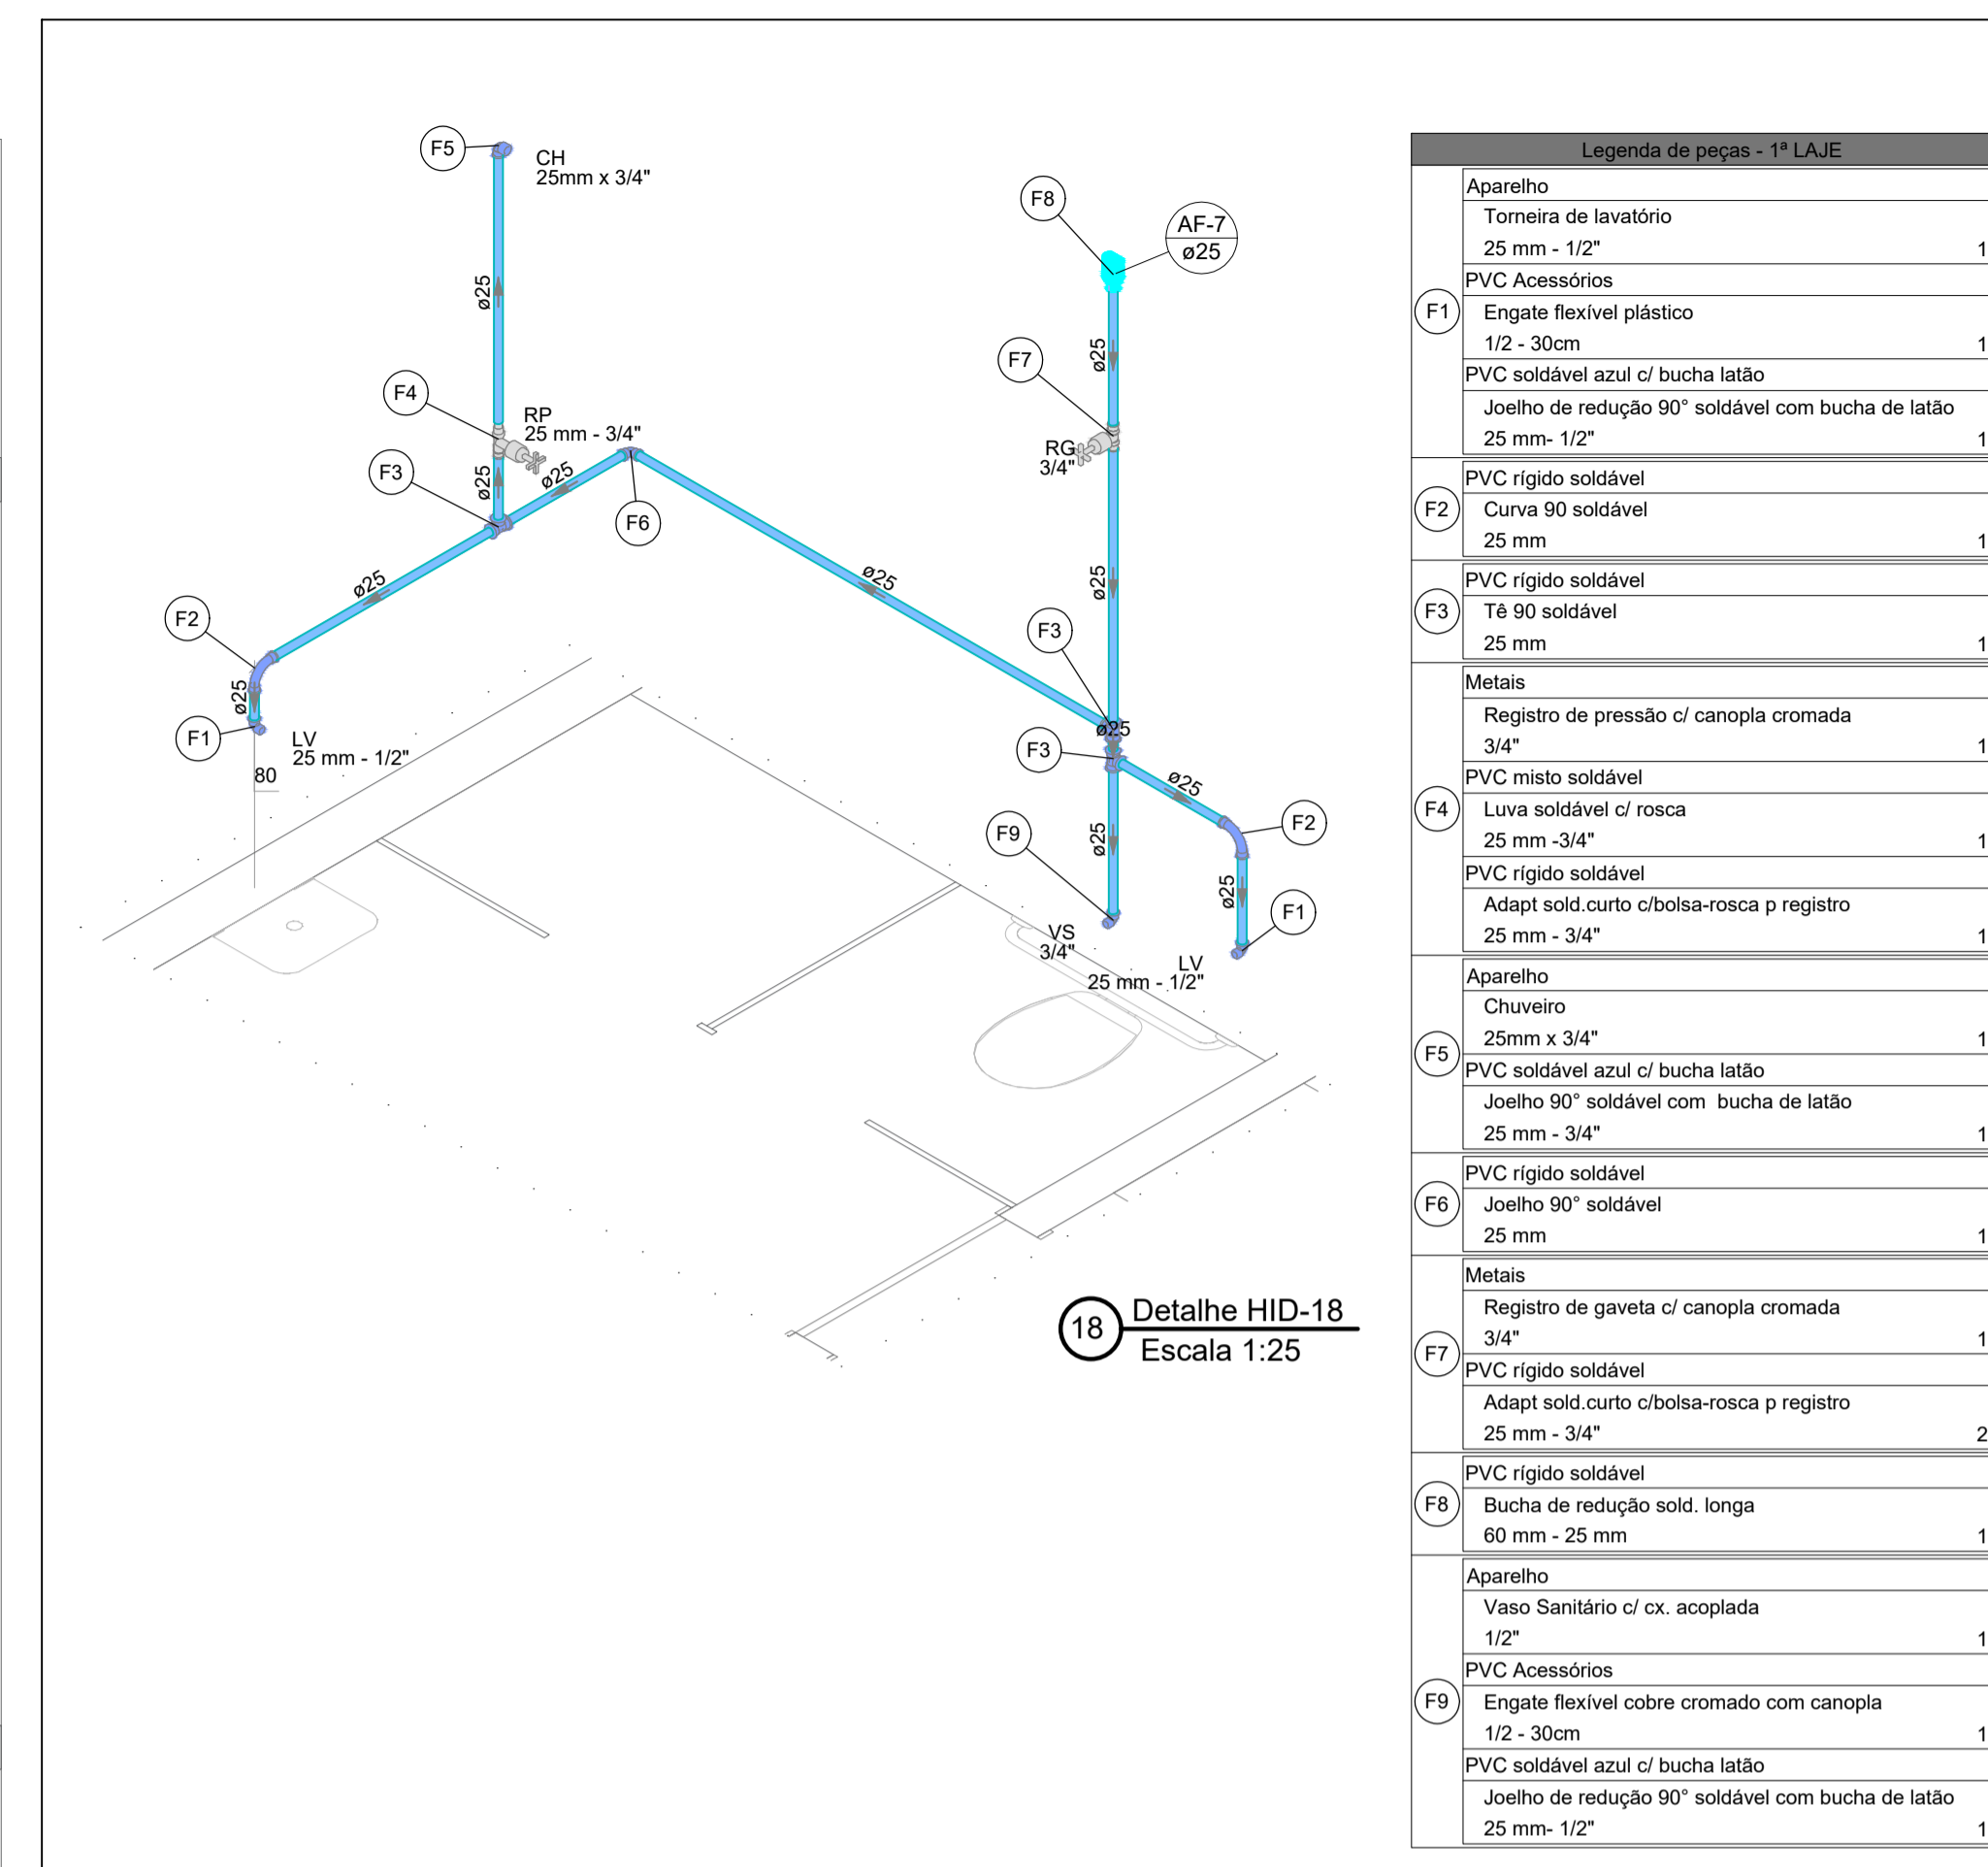 F5
CH
25mm x 3/4"
F8
AF-7
ø25
ø25
ø25
F7
F4
RP
25 mm - 3/4"
RG
3/4"
F3
ø25
ø25
F6
ø25
ø25
ø25
F2
F3
ø25
ø25
F1
LV
25 mm - 1/2"
F3
80
ø25
F2
F9
ø25
ø25
F1
VS
3/4"
LV
25 mm - 1/2"
18
Detalhe HID-18
Escala 1:25
Legenda de peças - 1ª LAJE
F1
Aparelho
Torneira de lavatório
25 mm - 1/2" 1
PVC Acessórios
Engate flexível plástico
1/2 - 30cm 1
PVC soldável azul c/ bucha latão
Joelho de redução 90° soldável com bucha de latão
25 mm- 1/2" 1
F2
PVC rígido soldável
Curva 90 soldável
25 mm 1
F3
PVC rígido soldável
Tê 90 soldável
25 mm 1
F4
Metais
Registro de pressão c/ canopla cromada
3/4" 1
PVC misto soldável
Luva soldável c/ rosca
25 mm -3/4" 1
PVC rígido soldável
Adapt sold.curto c/bolsa-rosca p registro
25 mm - 3/4" 1
F5
Aparelho
Chuveiro
25mm x 3/4" 1
PVC soldável azul c/ bucha latão
Joelho 90° soldável com bucha de latão
25 mm - 3/4" 1
F6
PVC rígido soldável
Joelho 90° soldável
25 mm 1
F7
Metais
Registro de gaveta c/ canopla cromada
3/4" 1
PVC rígido soldável
Adapt sold.curto c/bolsa-rosca p registro
25 mm - 3/4" 2
F8
PVC rígido soldável
Bucha de redução sold. longa
60 mm - 25 mm 1
F9
Aparelho
Vaso Sanitário c/ cx. acoplada
1/2" 1
PVC Acessórios
Engate flexível cobre cromado com canopla
1/2 - 30cm 1
PVC soldável azul c/ bucha latão
Joelho de redução 90° soldável com bucha de latão
25 mm- 1/2" 1